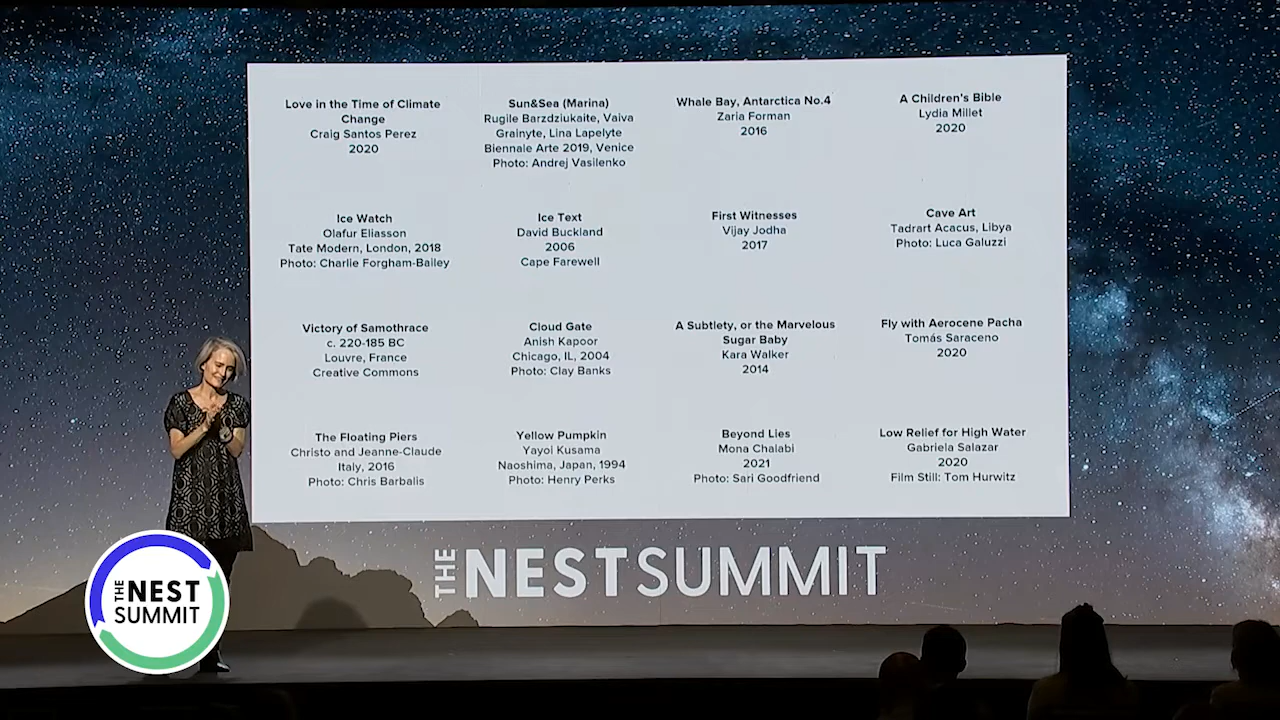 Love in the Time of Climate
Change
Craig Santos Perez
2020
Sun&Sea (Marina)
Rugile Barzdziukaite, Vaiva
Grainyte, Lina Lapelyte
Biennale Arte 2019, Venice
Photo: Andrej Vasilenko
Whale Bay, Antarctica No.4
Zaria Forman
2016
A Children's Bible
Lydia Millet
2020
Ice Watch
Olafur Eliasson
Tate Modern, London, 2018
Photo: Charlie Forgham-Bailey
Ice Text
David Buckland
2006
Cape Farewell
First Witnesses
Vijay Jodha
2017
Cave Art
Tadrart Acacus, Libya
Photo: Luca Galuzzi
Victory of Samothrace
c. 220-185 BC
Louvre, France
Creative Commons
Cloud Gate
Anish Kapoor
Chicago, IL, 2004
Photo: Clay Banks
A Subtlety, or the Marvelous
Sugar Baby
Kara Walker
2014
Fly with Aerocene Pacha
Tomás Saraceno
2020
The Floating Piers
Christo and Jeanne-Claude
Italy, 2016
Photo: Chris Barbalis
Yellow Pumpkin
Yayoi Kusama
Naoshima, Japan, 1994
Photo: Henry Perks
Beyond Lies
Mona Chalabi
2021
Photo: Sari Goodfriend
Low Relief for High Water
Gabriela Salazar
2020
Film Still: Tom Hurwitz
THE NESTSUMMIT
THE NEST
SUMMIT